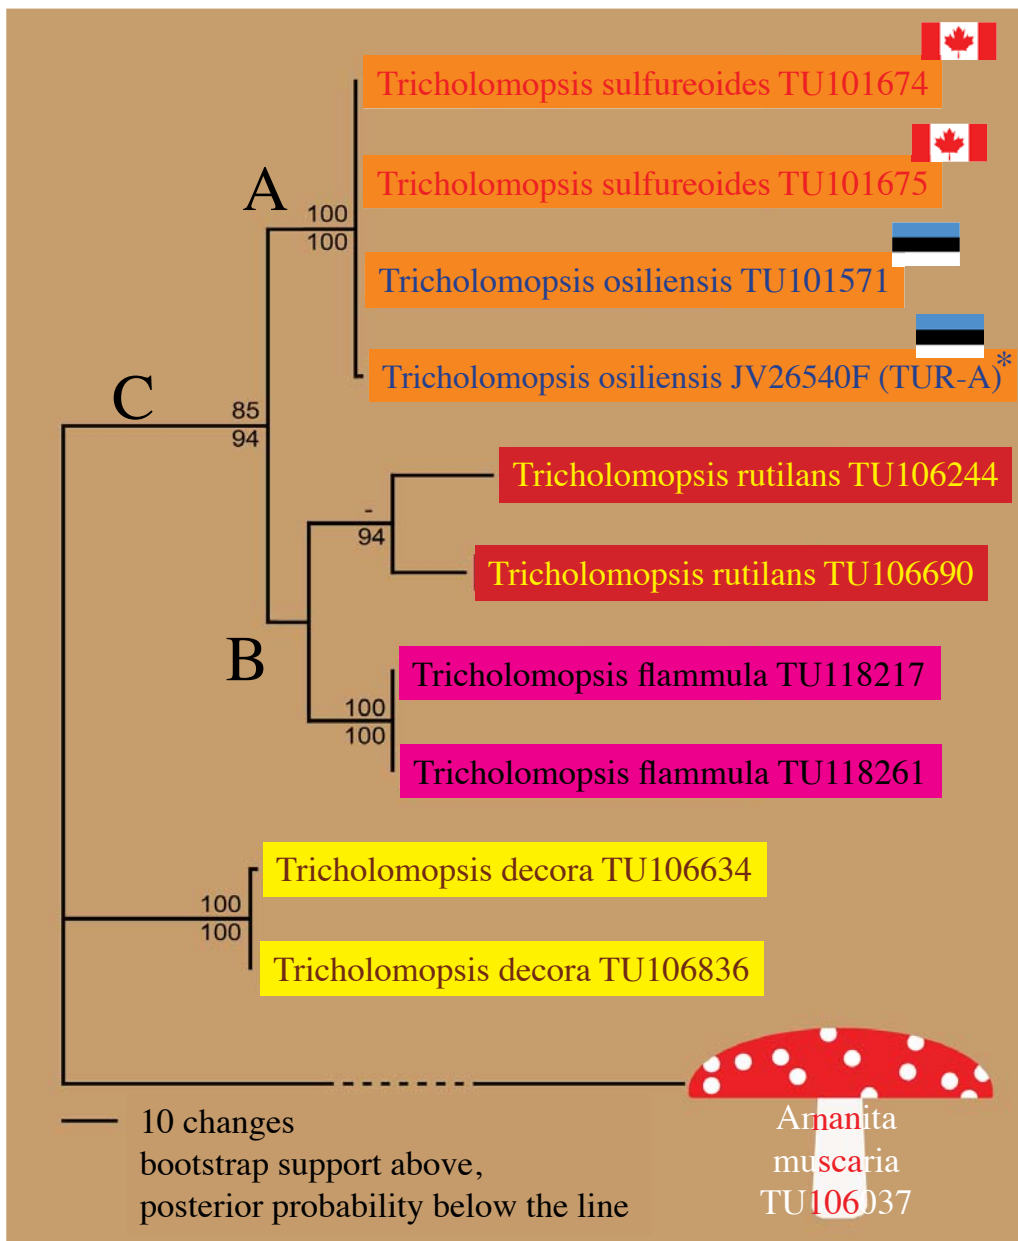 Tricholomopsis sulfureoides TU101674
Tricholomopsis sulfureoides TU101675
A
100
100
Tricholomopsis osiliensis TU101571
Tricholomopsis osiliensis JV26540F (TUR-A)*
C
85
94
Tricholomopsis rutilans TU106244
-
94
Tricholomopsis rutilans TU106690
B
Tricholomopsis flammula TU118217
100
100
Tricholomopsis flammula TU118261
Tricholomopsis decora TU106634
100
100
Tricholomopsis decora TU106836
10 changes
bootstrap support above,
posterior probability below the line
Amanita
muscaria
TU106037